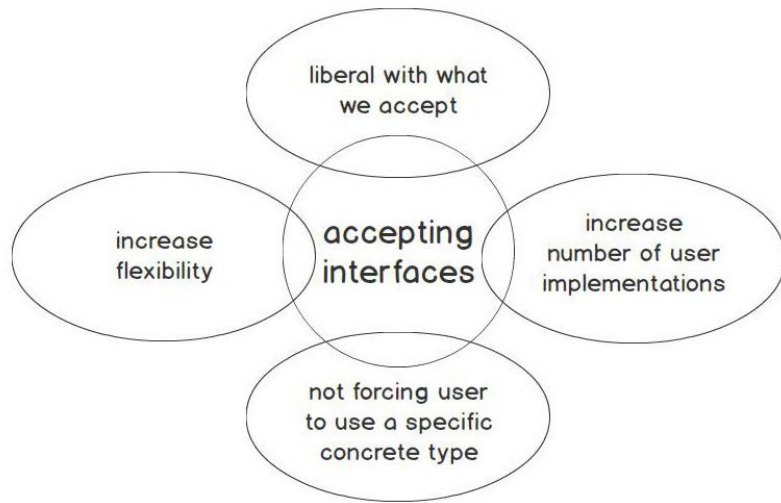 liberal with what
we accept
increase
flexibility
accepting
interfaces
increase
number of user
implementations
not forcing user
to use a specific
concrete type